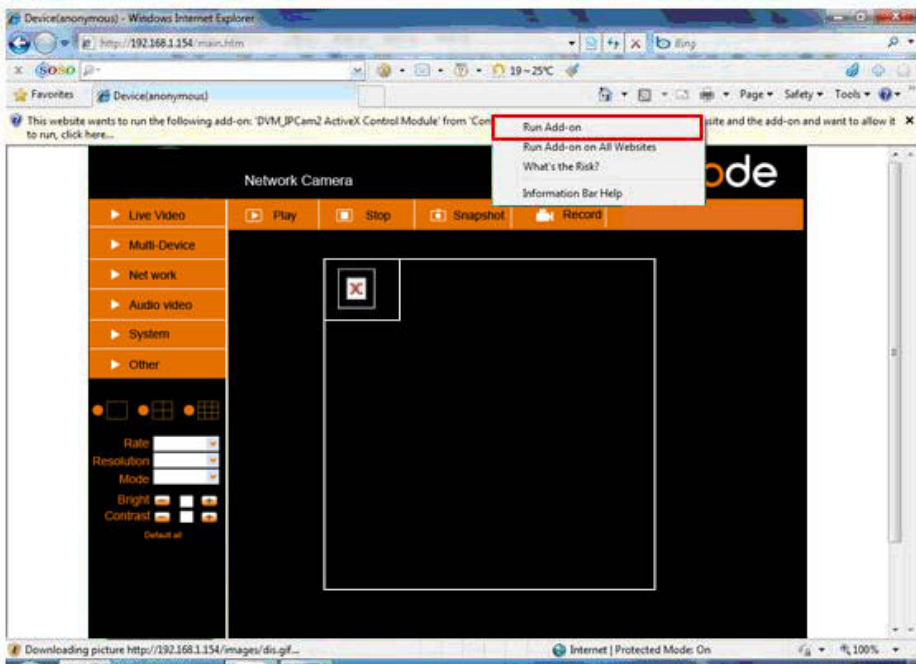 Device(anonymous) - Windows Internet Explorer
http://192.168.1.154/main.htm
Bing
SOSO
19~25℃
Favorites
Device(anonymous)
Page
Safety
Tools
This website wants to run the following add-on: 'DVM_IPCam2 ActiveX Control Module' from
site and the add-on and want to allow it
to run, click here...
Run Add-on
Run Add-on on All Websites
What's the Risk?
Information Bar Help
Network Camera
ode
Live Video
Play
Stop
Snapshot
Record
Multi-Device
Net work
Audio video
System
Other
Rate
Resolution
Mode
Bright
Contrast
Default all
Downloading picture http://192.168.1.154/images/dis.gif...
Internet | Protected Mode: On
100%